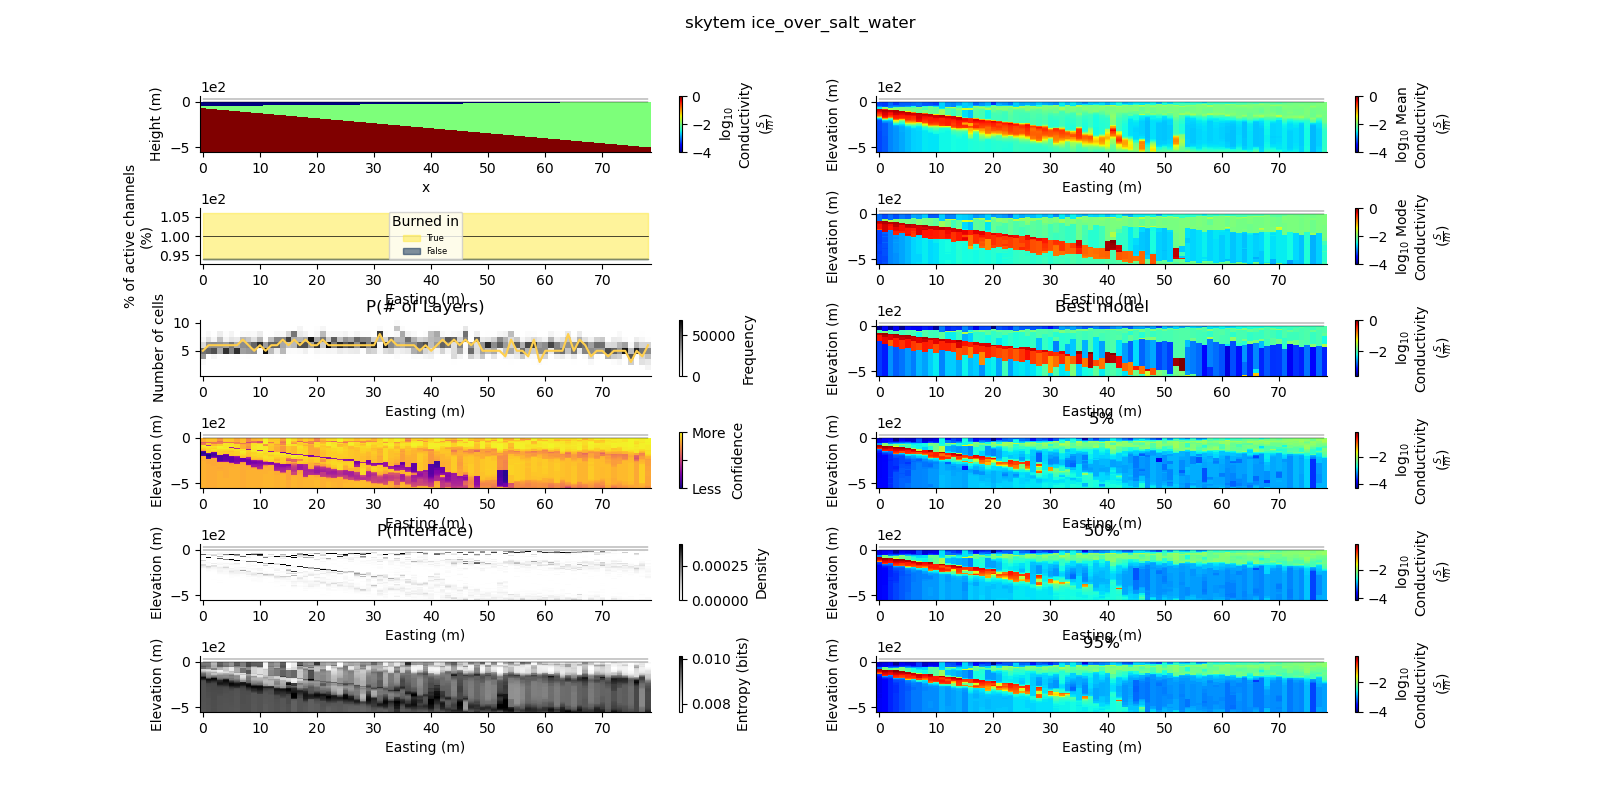 skytem ice_over_salt_water
1e2
Height (m)
0
−5
0 10 20 30 40 50 60 70
x
0
−2
−4
log10
Conductivity
(S/m)
1e2
Elevation (m)
0
−5
0 10 20 30 40 50 60 70
Easting (m)
0
−2
−4
log10 Mean
Conductivity
(S/m)
1e2
% of active channels
(%)
1.05
1.00
0.95
Burned in
True
False
0 10 20 30 40 50 60 70
Easting (m)
1e2
Elevation (m)
0
−5
0 10 20 30 40 50 60 70
Easting (m)
0
−2
−4
log10 Mode
Conductivity
(S/m)
P(# of Layers)
Number of cells
10
5
0 10 20 30 40 50 60 70
Easting (m)
50000
0
Frequency
Best model
Elevation (m)
0
−5
0 10 20 30 40 50 60 70
Easting (m)
0
−2
log10
Conductivity
(S/m)
1e2
Elevation (m)
0
−5
0 10 20 30 40 50 60 70
Easting (m)
More
Less
Confidence
5%
1e2
Elevation (m)
0
−5
0 10 20 30 40 50 60 70
Easting (m)
−2
−4
log10
Conductivity
(S/m)
P(Interface)
1e2
Elevation (m)
0
−5
0 10 20 30 40 50 60 70
Easting (m)
0.00025
0.00000
Density
50%
1e2
Elevation (m)
0
−5
0 10 20 30 40 50 60 70
Easting (m)
−2
−4
log10
Conductivity
(S/m)
1e2
Elevation (m)
0
−5
0 10 20 30 40 50 60 70
Easting (m)
0.010
0.008
Entropy (bits)
95%
1e2
Elevation (m)
0
−5
0 10 20 30 40 50 60 70
Easting (m)
−2
−4
log10
Conductivity
(S/m)